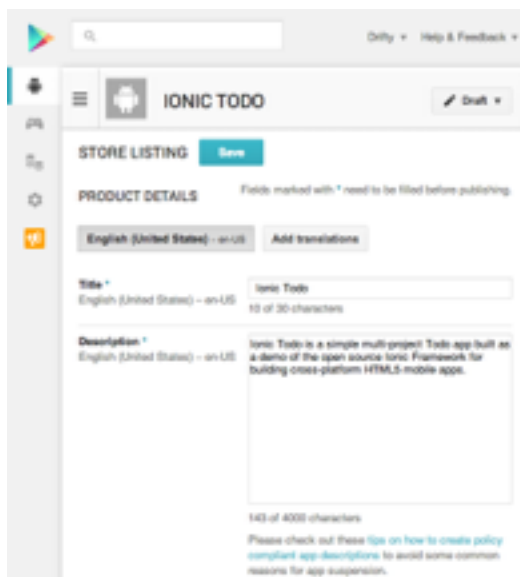 Drifty Help & Feedback
IONIC TODO
Draft
STORE LISTING Save
PRODUCT DETAILS Fields marked with * need to be filled before publishing.
English (United States) – en-US Add translations
Title * Ionic Todo
English (United States) – en-US 10 of 30 characters
Description * Ionic Todo is a simple multi-project Todo app built as
English (United States) – en-US a demo of the open source Ionic Framework for
building cross-platform HTML5 mobile apps.
143 of 4000 characters
Please check out these tips on how to create policy
compliant app descriptions to avoid some common
reasons for app suspension.